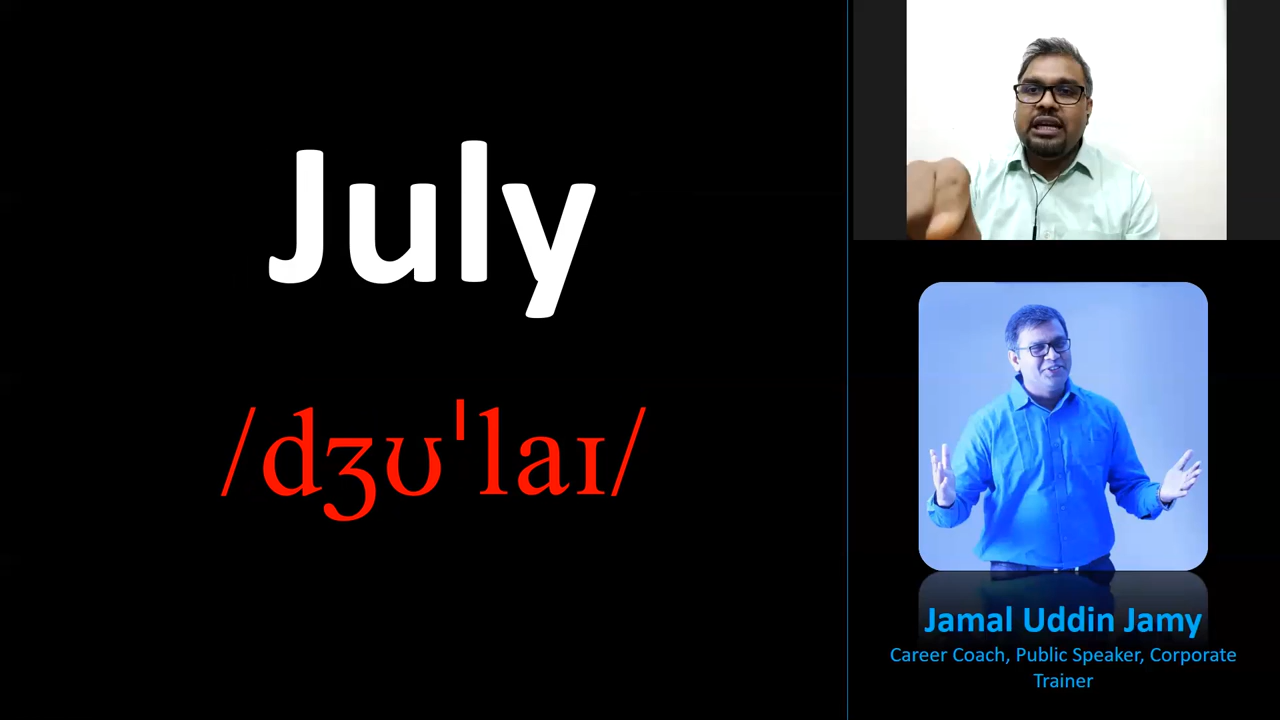 July
/dʒʊˈlaɪ/
Jamal Uddin Jamy
Career Coach, Public Speaker, Corporate
Trainer